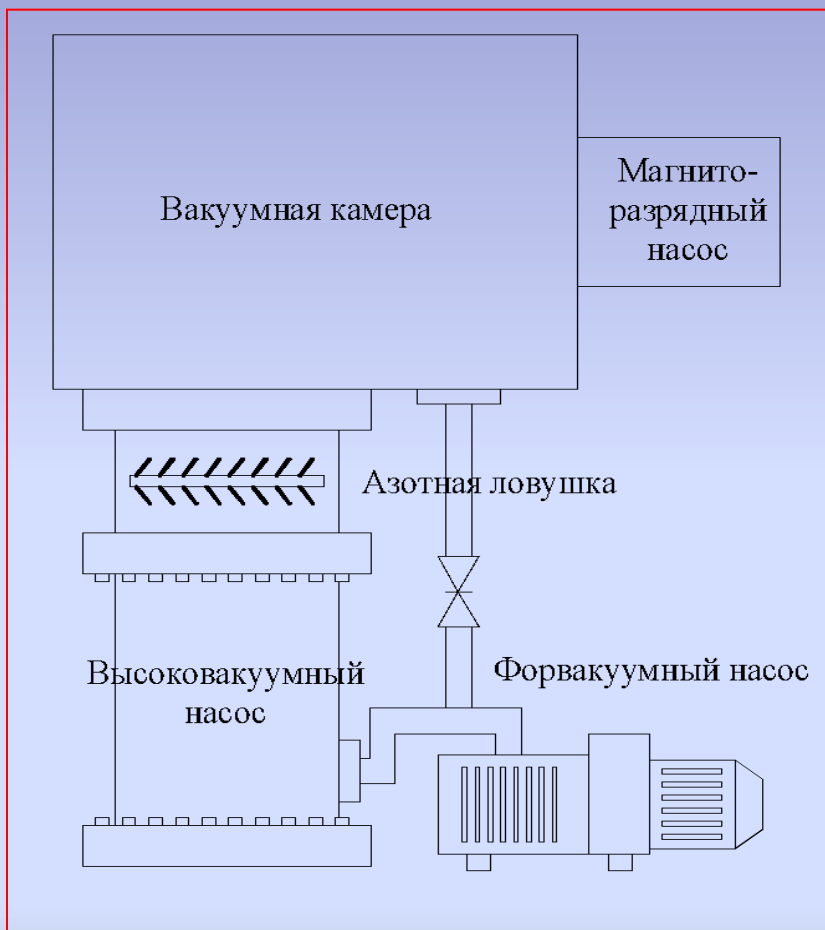 Вакуумная камера
Магнито-
разрядный
насос
Азотная ловушка
Высоковакуумный
насос
Форвакуумный насос